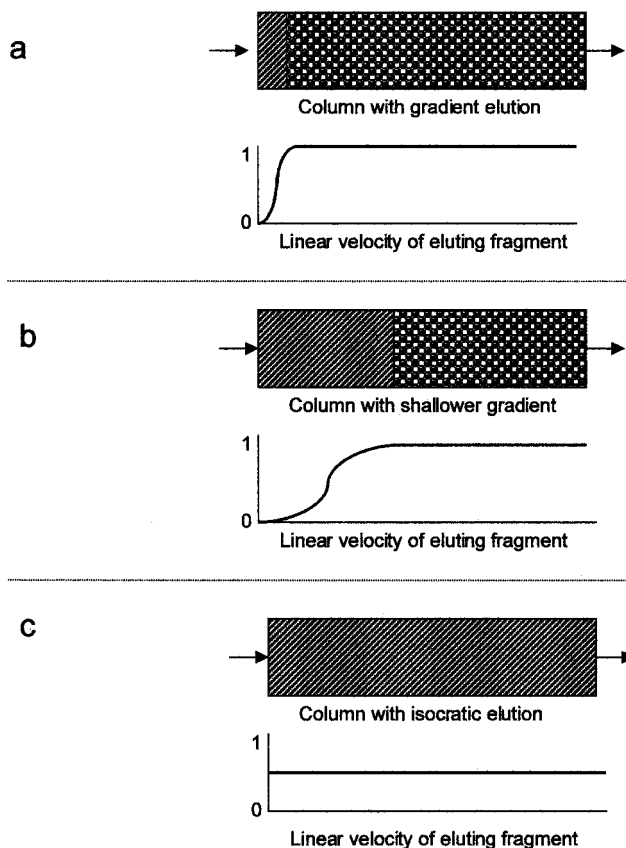 a
Column with gradient elution
1
0
Linear velocity of eluting fragment
b
Column with shallower gradient
1
0
Linear velocity of eluting fragment
c
Column with isocratic elution
1
0
Linear velocity of eluting fragment